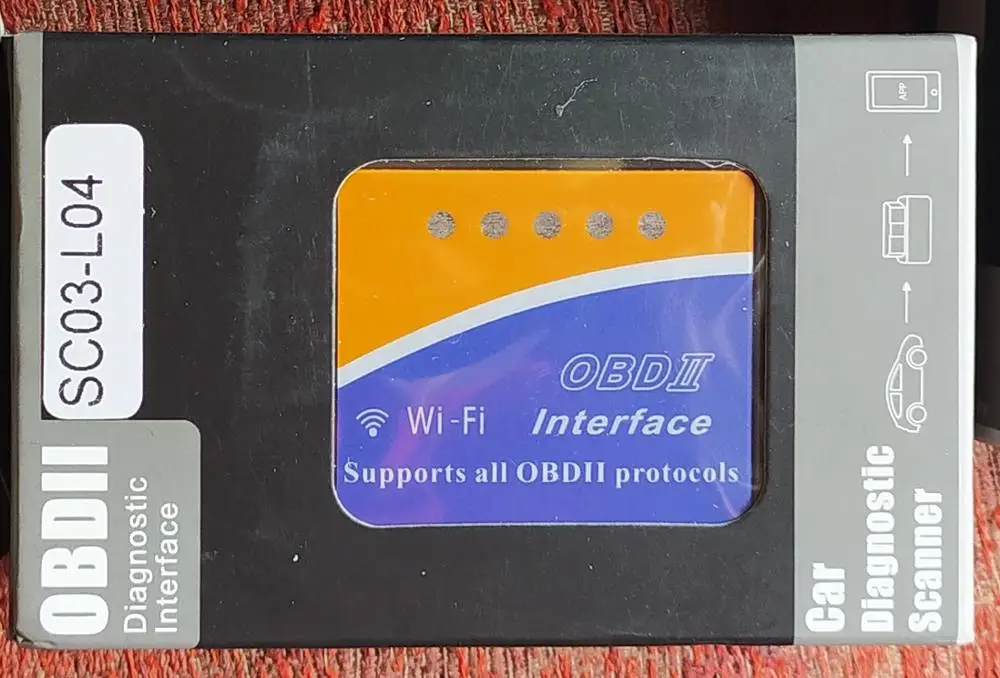 SC03-L04
OBDII
Diagnostic
Interface
OBDII
Wi-Fi Interface
Supports all OBDII protocols
APP
Car
Diagnostic
Scanner